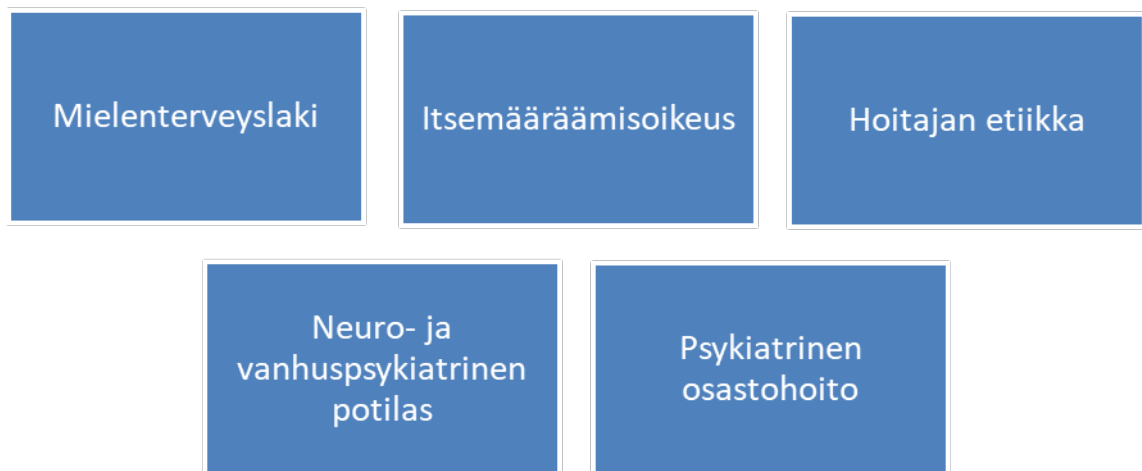 Mielenterveyslaki
Itsemääräämisoikeus
Hoitajan etiikka
Neuro- ja
vanhuspsykiatrinen
potilas
Psykiatrinen
osastohoito